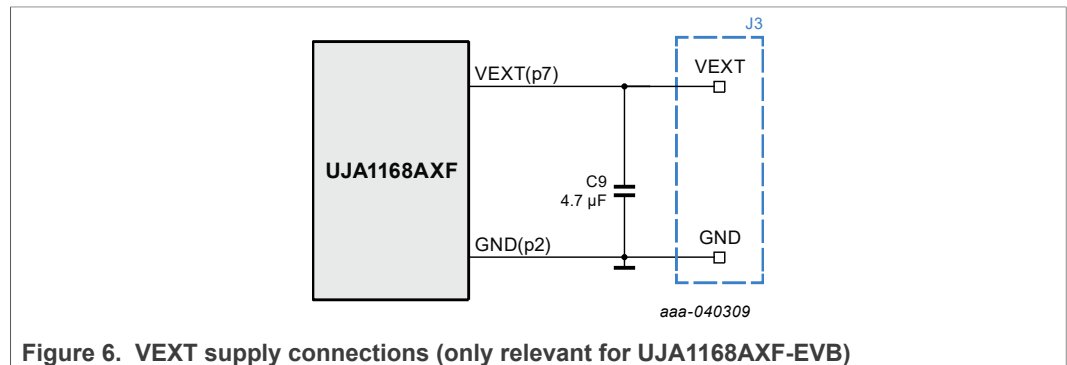 J3
VEXT(p7)
VEXT
UJA1168AXF
C9
4.7 µF
GND(p2)
GND
aaa-040309
Figure 6. VEXT supply connections (only relevant for UJA1168AXF-EVB)